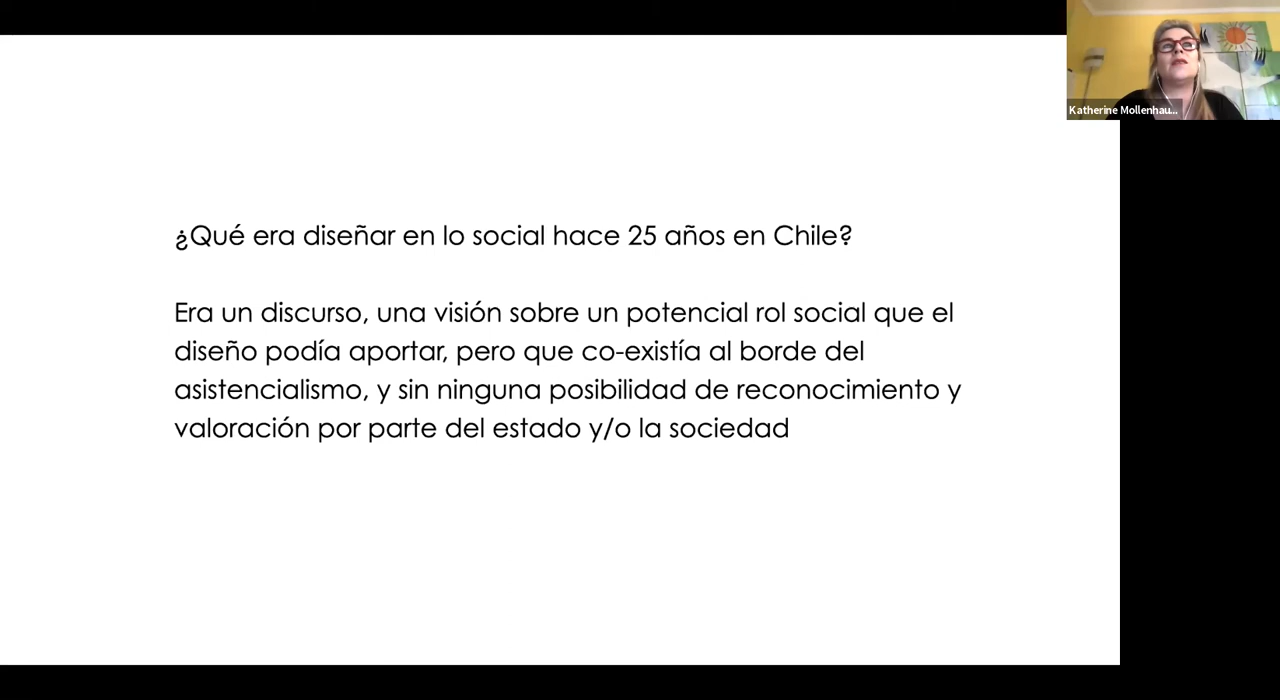 Katherine Mollenhau...
¿Qué era diseñar en lo social hace 25 años en Chile?
Era un discurso, una visión sobre un potencial rol social que el
diseño podía aportar, pero que co-existía al borde del
asistencialismo, y sin ninguna posibilidad de reconocimiento y
valoración por parte del estado y/o la sociedad